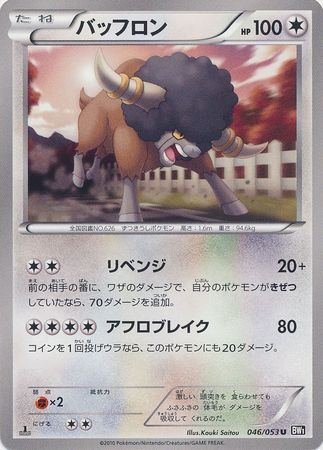 たね
バッフロン
HP100
全国図鑑NO.626 ずつきうしポケモン 高さ:1.6m 重さ:94.6kg
リベンジ 20+
前の相手の番に、ワザのダメージで、自分のポケモンがきぜつ
していたなら、70ダメージを追加。
アフロブレイク 80
コインを1回投げウラなら、このポケモンにも20ダメージ。
弱点 抵抗力
×2
にげる
激しい 頭突きを 食らわせても
ふさふさの 体毛が ダメージを
吸収して くれるのだ。
Illus.Kouki Saitou
046/053 U BW1
©2010 Pokémon/Nintendo/Creatures/GAME FREAK.